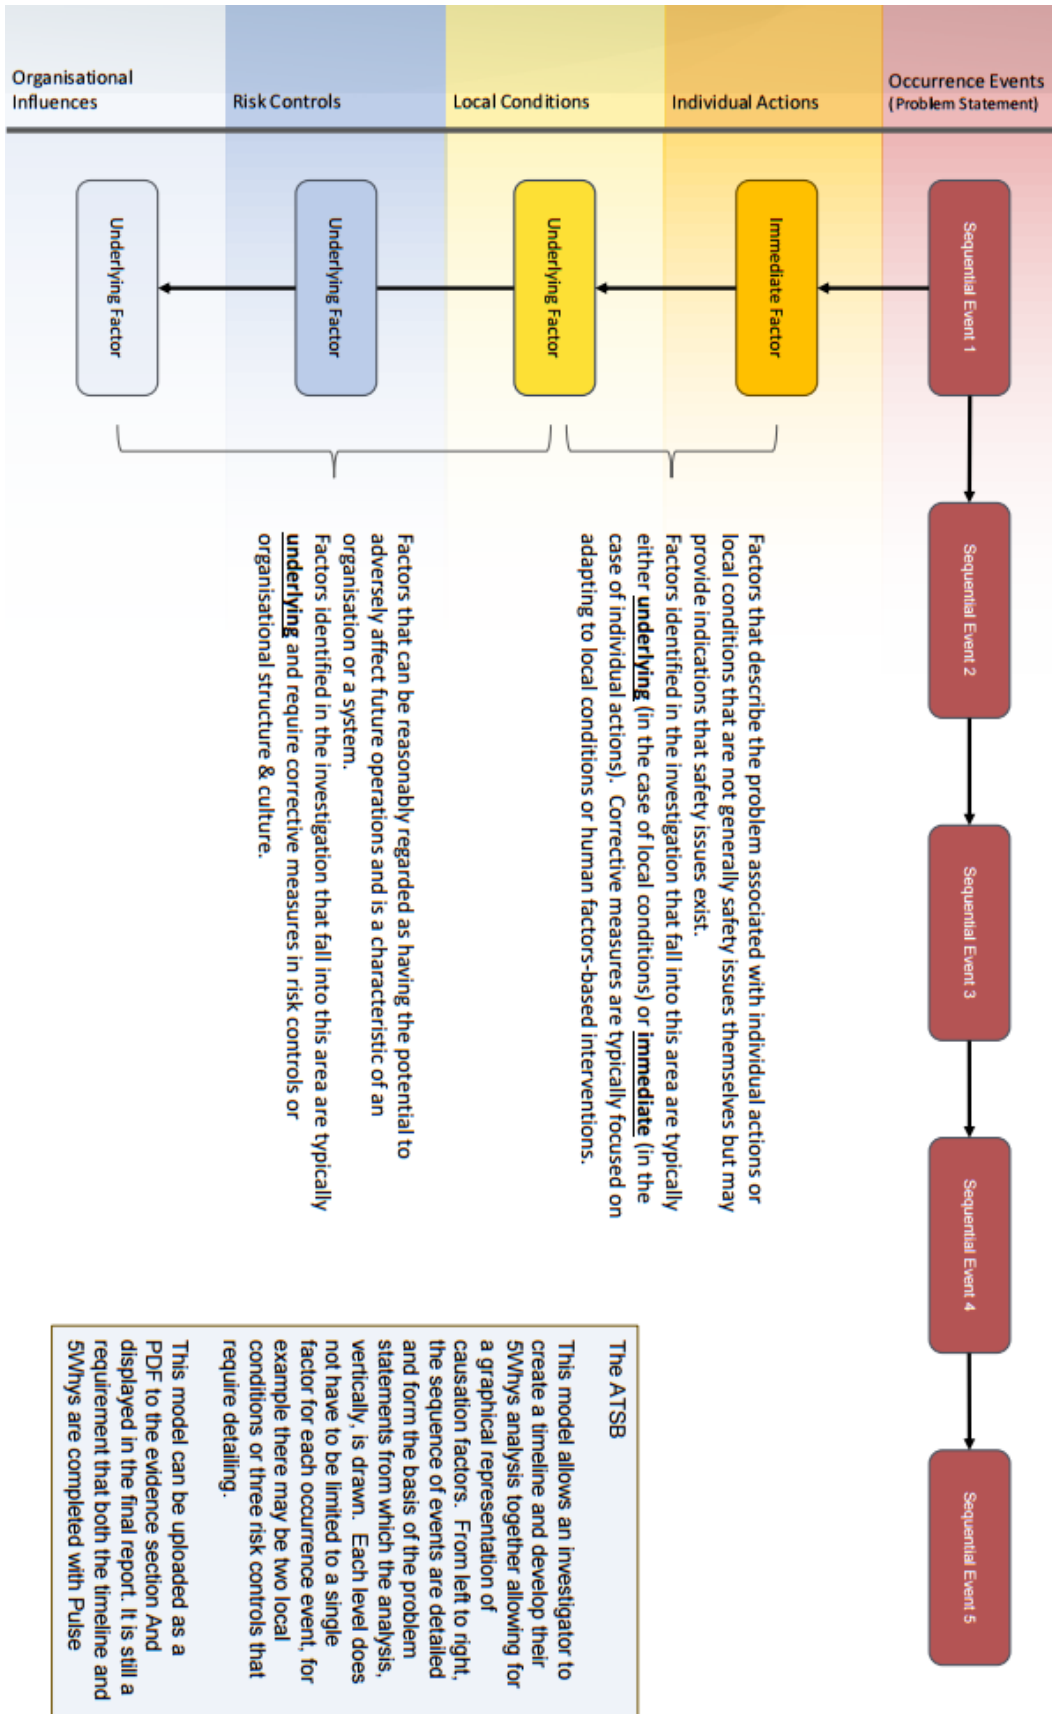 Occurrence Events
(Problem Statement)
Individual Actions
Local Conditions
Risk Controls
Organisational
Influences
Sequential Event 1
Sequential Event 2
Sequential Event 3
Sequential Event 4
Sequential Event 5
Immediate Factor
Underlying Factor
Underlying Factor
Underlying Factor
Factors that describe the problem associated with individual actions or
local conditions that are not generally safety issues themselves but may
provide indications that safety issues exist.
Factors identified in the investigation that fall into this area are typically
either underlying (in the case of local conditions) or immediate (in the
case of individual actions). Corrective measures are typically focused on
adapting to local conditions or human factors-based interventions.
Factors that can be reasonably regarded as having the potential to
adversely affect future operations and is a characteristic of an
organisation or a system.
Factors identified in the investigation that fall into this area are typically
underlying and require corrective measures in risk controls or
organisational structure & culture.
The ATSB
This model allows an investigator to
create a timeline and develop their
5Whys analysis together allowing for
a graphical representation of
causation factors. From left to right,
the sequence of events are detailed
and form the basis of the problem
statements from which the analysis,
vertically, is drawn. Each level does
not have to be limited to a single
factor for each occurrence event, for
example there may be two local
conditions or three risk controls that
require detailing.
This model can be uploaded as a
PDF to the evidence section And
displayed in the final report. It is still a
requirement that both the timeline and
5Whys are completed with Pulse